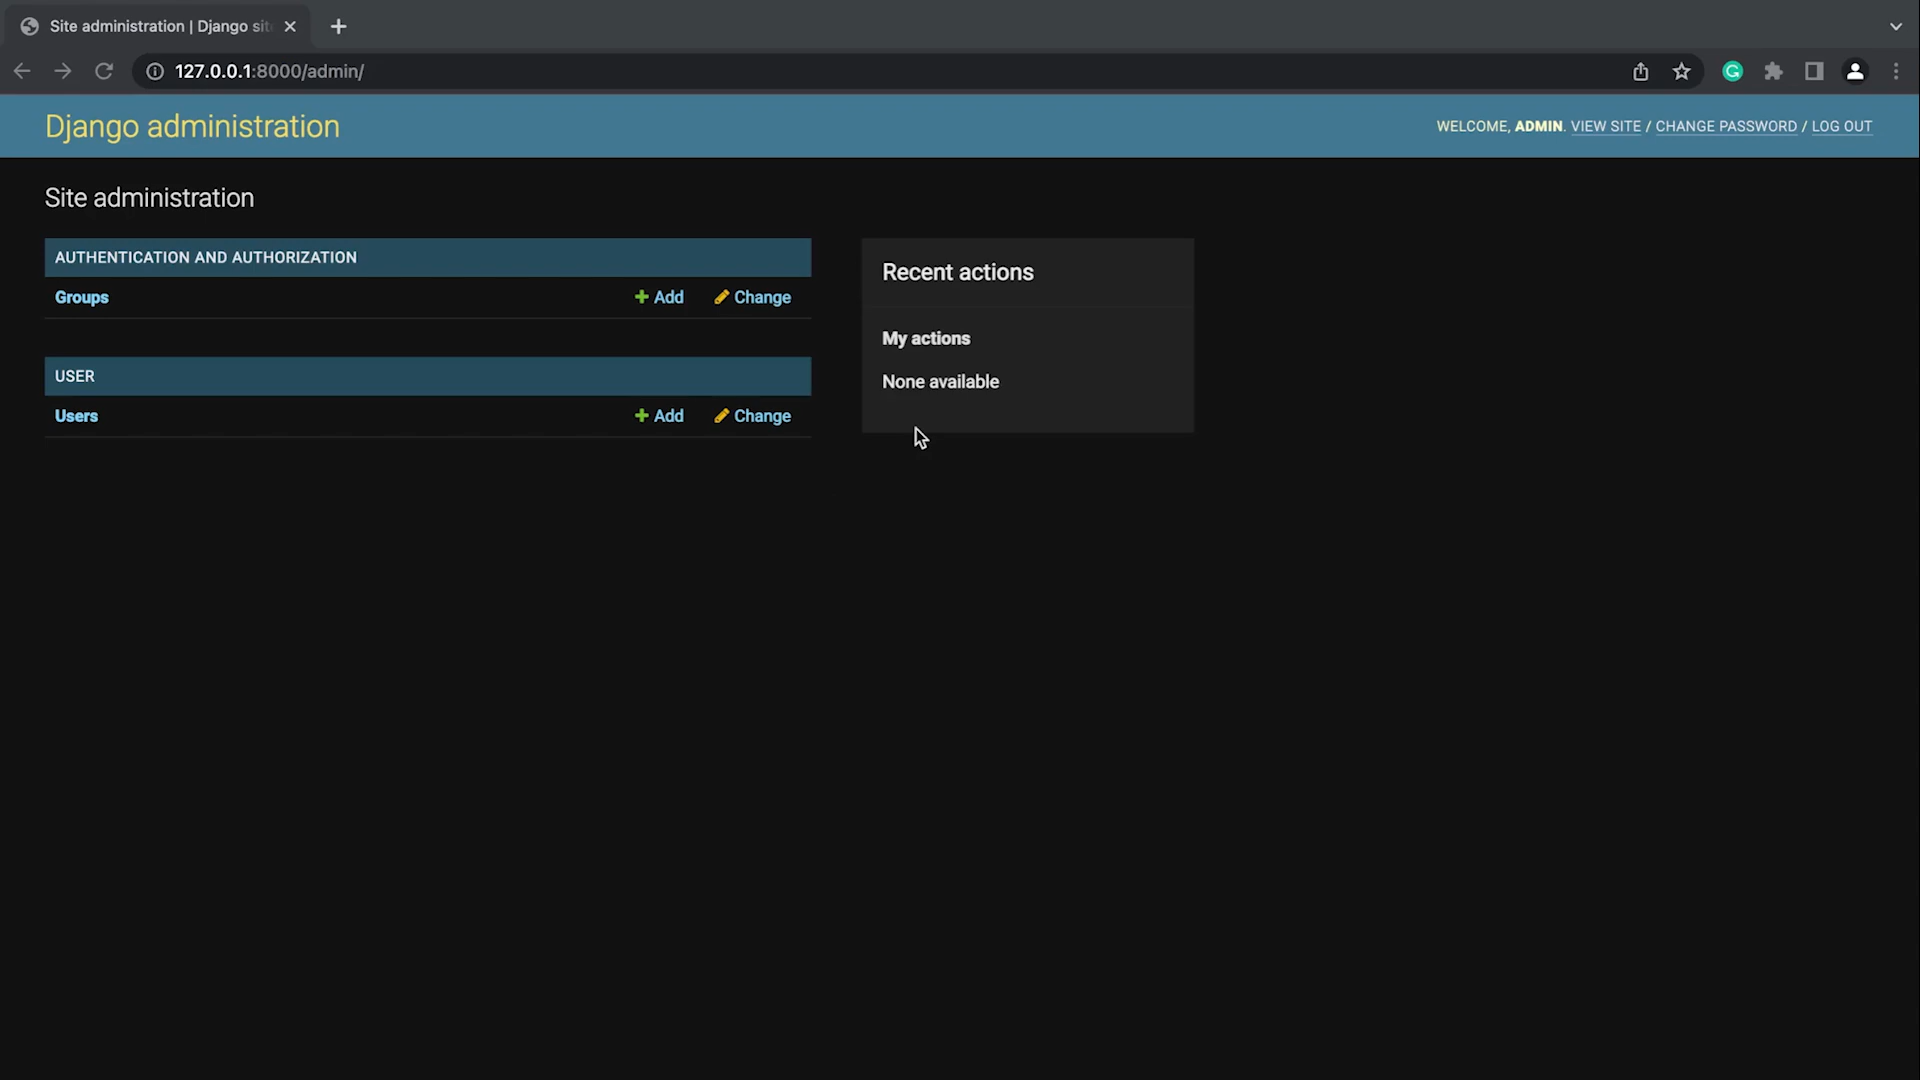 Site administration | Django sit
127.0.0.1:8000/admin/
Django administration
WELCOME, ADMIN. VIEW SITE / CHANGE PASSWORD / LOG OUT
Site administration
AUTHENTICATION AND AUTHORIZATION
Groups
Add
Change
USER
Users
Add
Change
Recent actions
My actions
None available